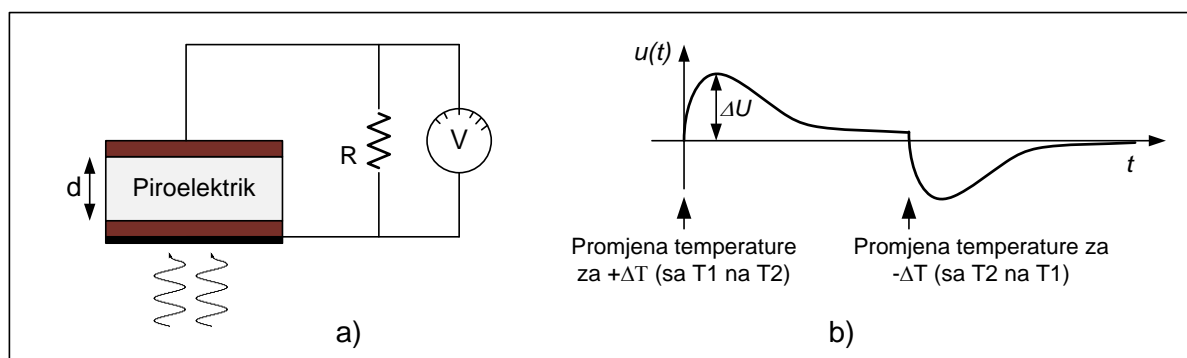 d
Piroelektrik
R
V
a)
u(t)
ΔU
t
Promjena temperature
za +ΔT (sa T1 na T2)
Promjena temperature za
-ΔT (sa T2 na T1)
b)